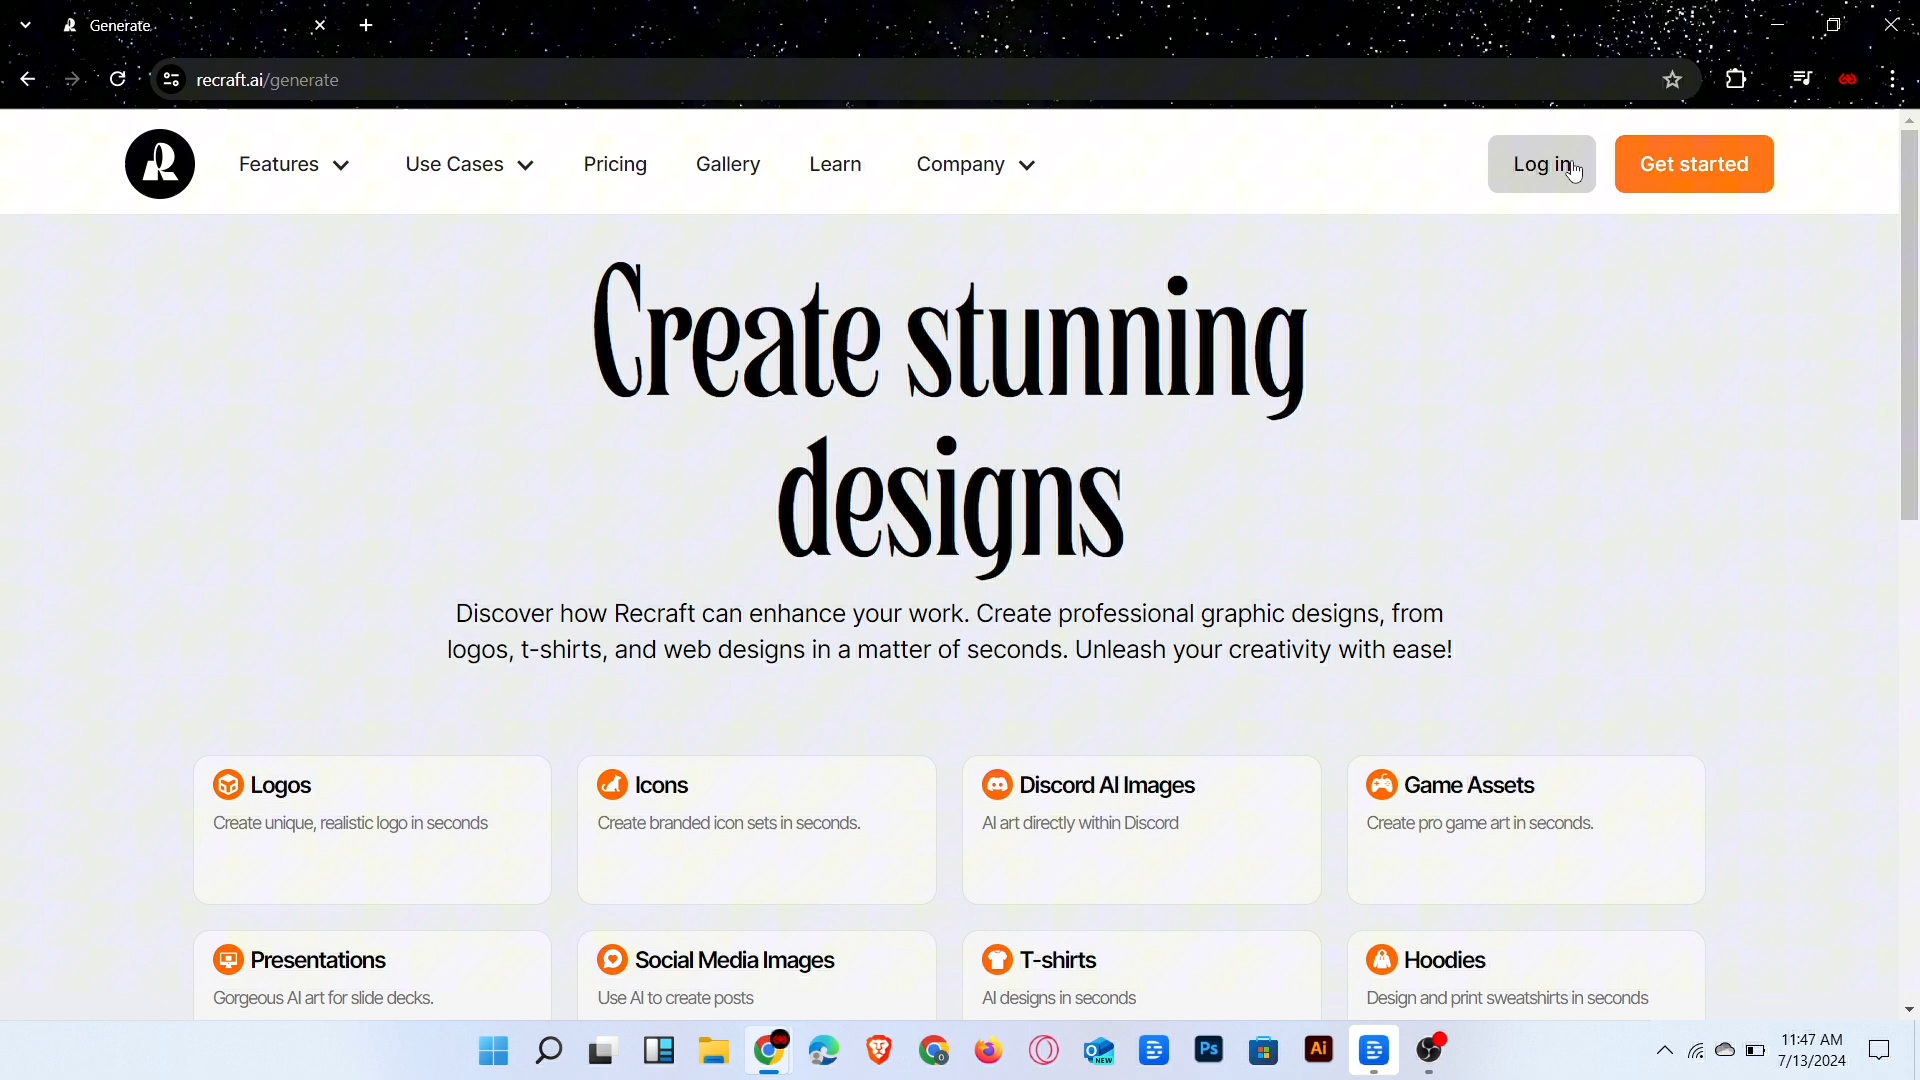 Generate
recraft.ai/generate
Features
Use Cases
Pricing
Gallery
Learn
Company
Log in
Get started
Create stunning
designs
Discover how Recraft can enhance your work. Create professional graphic designs, from
logos, t-shirts, and web designs in a matter of seconds. Unleash your creativity with ease!
Logos
Create unique, realistic logo in seconds
Icons
Create branded icon sets in seconds.
Discord AI Images
AI art directly within Discord
Game Assets
Create pro game art in seconds.
Presentations
Gorgeous AI art for slide decks.
Social Media Images
Use AI to create posts
T-shirts
AI designs in seconds
Hoodies
Design and print sweatshirts in seconds
NEW
Ps
Ai
11:47 AM
7/13/2024